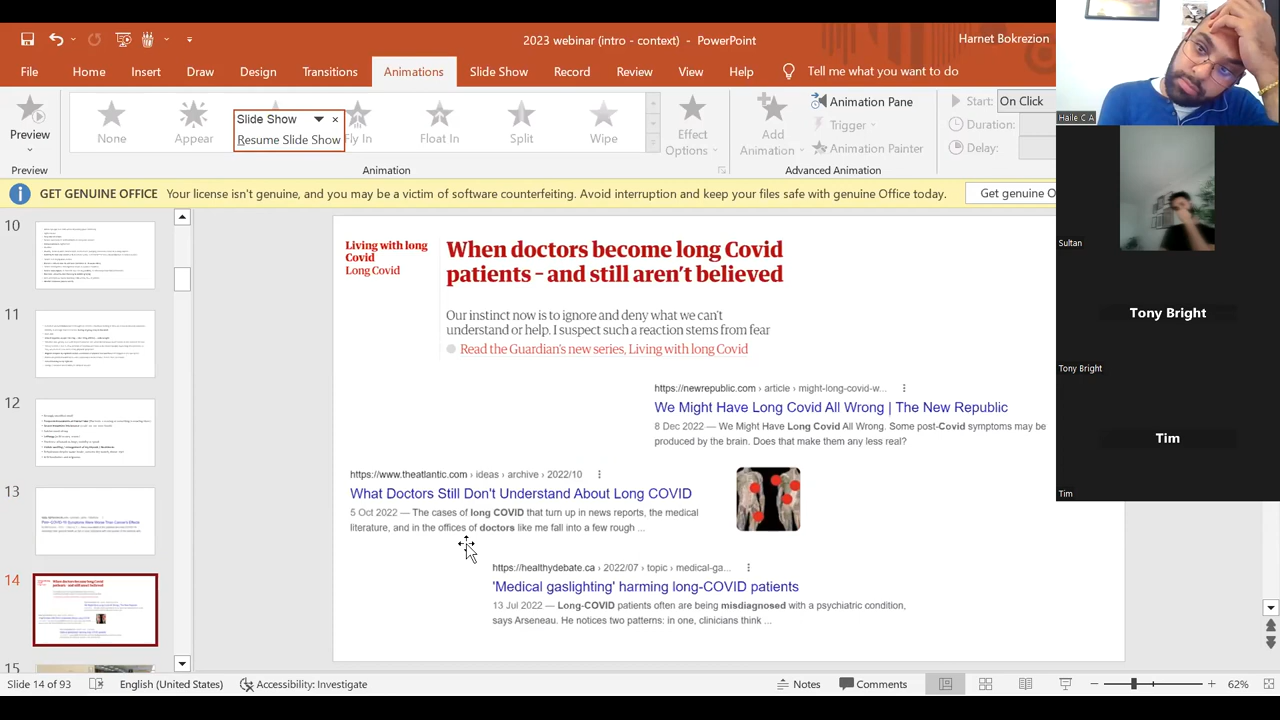 2023 webinar (intro - context) - PowerPoint
Harnet Bokrezion
File Home Insert Draw Design Transitions Animations Slide Show Record Review View Help Tell me what you want to do
Preview
Preview
None
Appear
Slide Show
Resume Slide Show
Fly In
Float In
Split
Wipe
Animation
Effect
Options
Add
Animation
Animation Pane
Trigger
Animation Painter
Advanced Animation
Start: On Click
Duration:
Delay:
GET GENUINE OFFICE Your license isn't genuine, and you may be a victim of software counterfeiting. Avoid interruption and keep your files safe with genuine Office today.
Get genuine O
10
11
12
13
14
15
Living with long
Covid
Long Covid
When doctors become long Covid
patients – and still aren't believed
Our instinct now is to ignore and deny what we can't
understand or help. I suspect such a reaction stems from fear
Read the Guardian's new series, Living with long Covid
https://newrepublic.com › article › might-long-covid-w...
We Might Have Long Covid All Wrong | The New Republic
8 Dec 2022 — We Might Have Long Covid All Wrong. Some post-Covid symptoms may be
produced by the brain. Does that make them any less real?
https://www.theatlantic.com › ideas › archive › 2022/10
What Doctors Still Don't Understand About Long COVID
5 Oct 2022 — The cases of long COVID that turn up in news reports, the medical
literature, and in the offices of doctors like me fall into a few rough ...
https://healthydebate.ca › 2022/07 › topic › medical-ga...
'Medical gaslighting' harming long-COVID patients
13 Jul 2022 — Long-COVID patients often are being misdiagnosed with a psychiatric condition,
says Arseneau. He notices two patterns: in one, clinicians think ...
Haile C A
Sultan
Tony Bright
Tony Bright
Tim
Tim
Slide 14 of 93
English (United States)
Accessibility: Investigate
Notes
Comments
62%